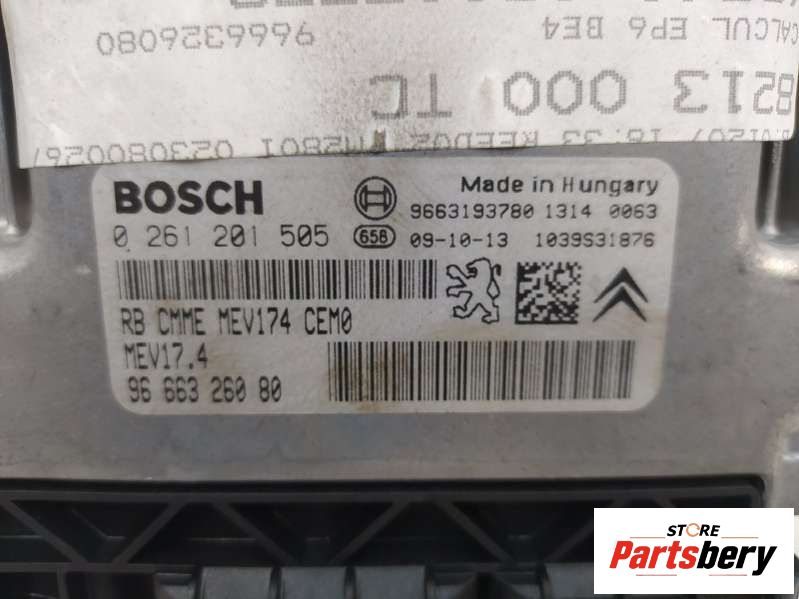 CALCUL EP6 BE4
9666326080
8213 000 TC
BOSCH
Made in Hungary
9663193780 1314 0063
0 261 201 505 658 09-10-13 1039S31876
RB CMME MEV174 CEM0
MEV17.4
96 663 260 80
STORE
Partsbery